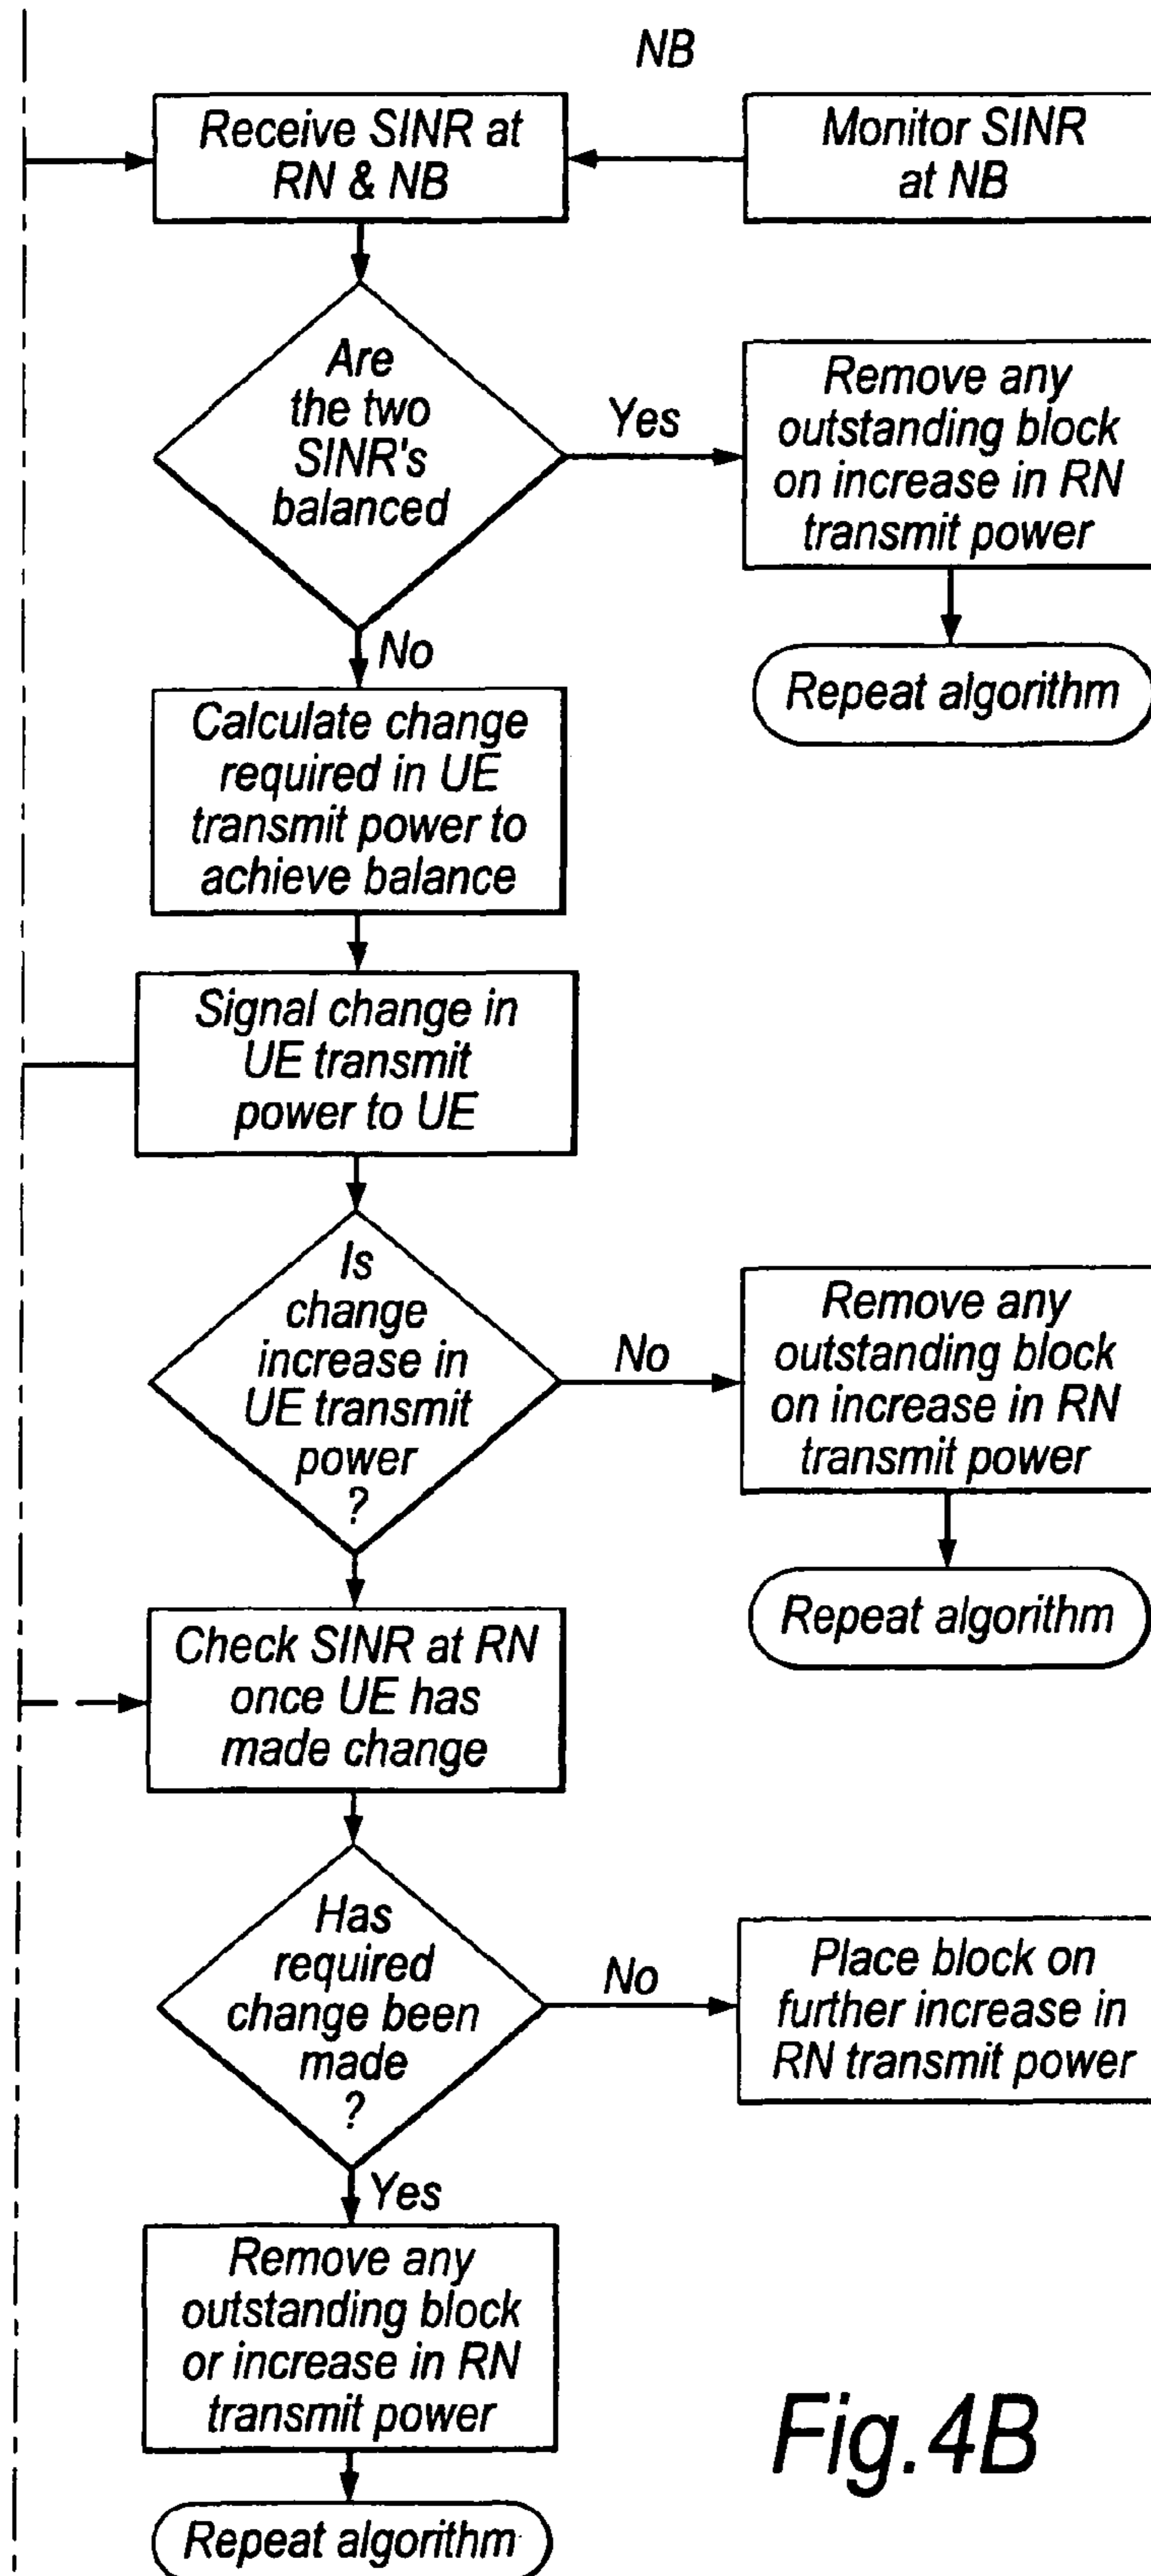 NB
Receive SINR at
RN & NB
Monitor SINR
at NB
Are
the two
SINR's
balanced
Yes
Remove any
outstanding block
on increase in RN
transmit power
Repeat algorithm
No
Calculate change
required in UE
transmit power to
achieve balance
Signal change in
UE transmit
power to UE
Is
change
increase in
UE transmit
power
?
No
Remove any
outstanding block
on increase in RN
transmit power
Repeat algorithm
Check SINR at RN
once UE has
made change
Has
required
change been
made
?
No
Place block on
further increase in
RN transmit power
Yes
Remove any
outstanding block
or increase in RN
transmit power
Repeat algorithm
Fig.4B